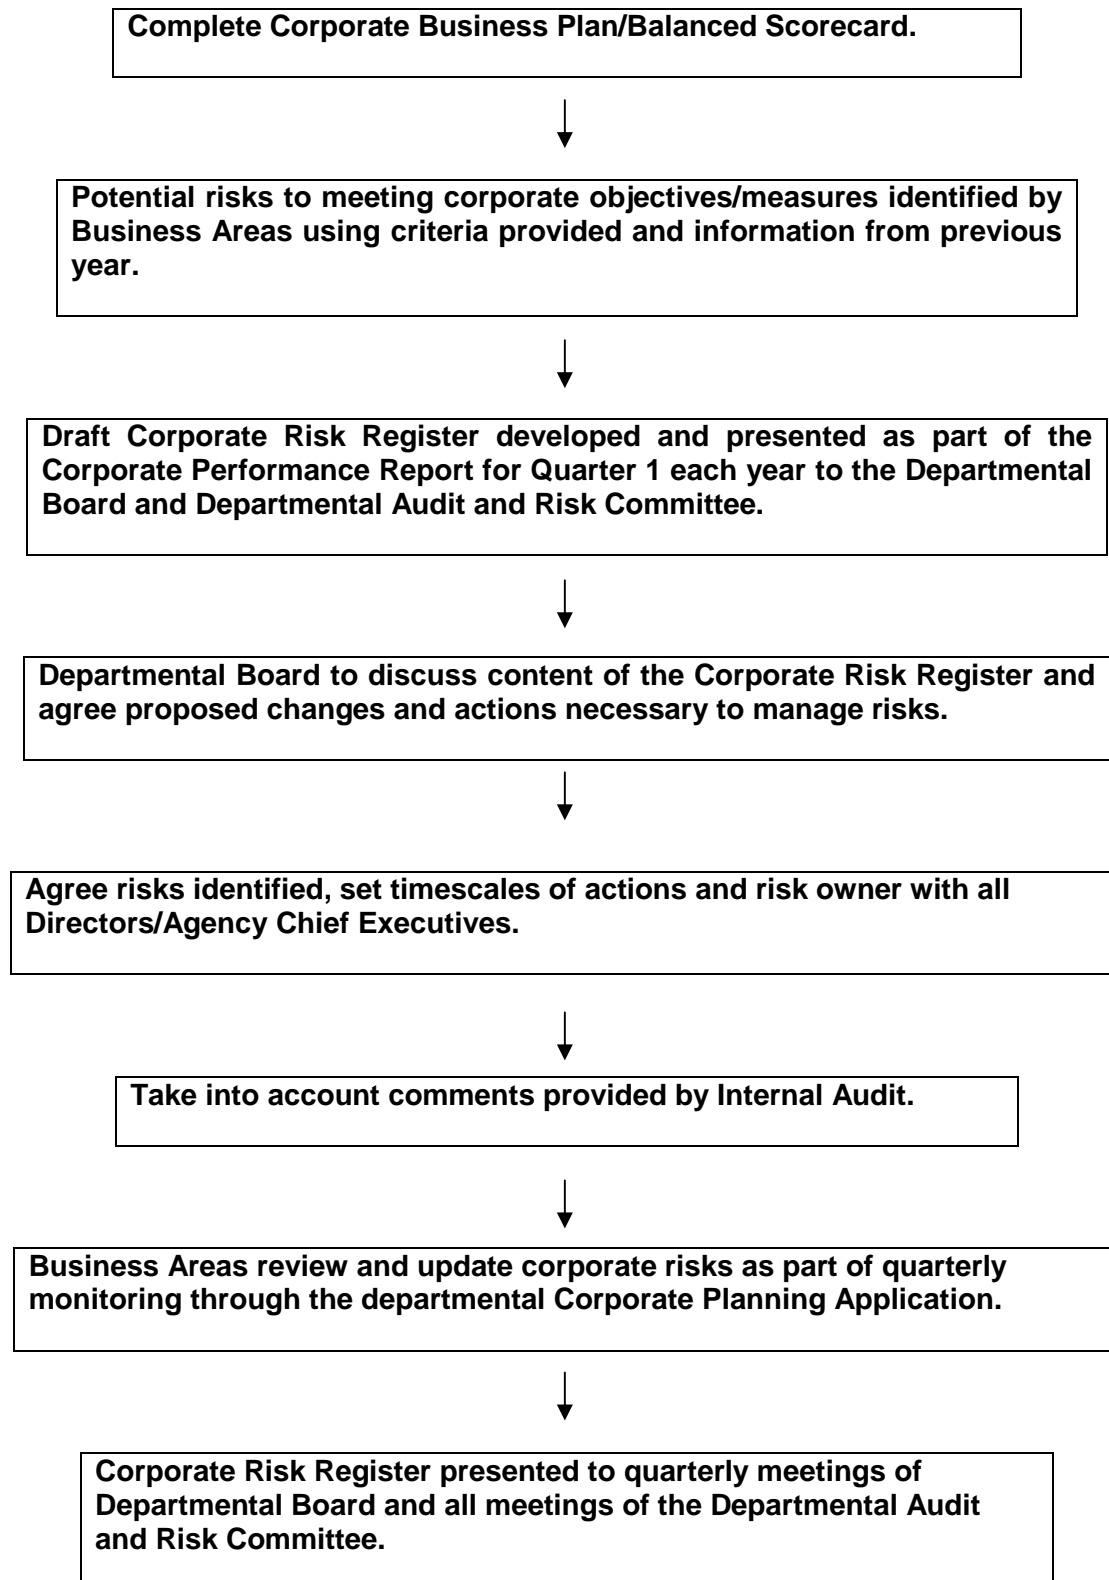 Complete Corporate Business Plan/Balanced Scorecard.
Potential risks to meeting corporate objectives/measures identified by
Business Areas using criteria provided and information from previous
year.
Draft Corporate Risk Register developed and presented as part of the
Corporate Performance Report for Quarter 1 each year to the Departmental
Board and Departmental Audit and Risk Committee.
Departmental Board to discuss content of the Corporate Risk Register and
agree proposed changes and actions necessary to manage risks.
Agree risks identified, set timescales of actions and risk owner with all
Directors/Agency Chief Executives.
Take into account comments provided by Internal Audit.
Business Areas review and update corporate risks as part of quarterly
monitoring through the departmental Corporate Planning Application.
Corporate Risk Register presented to quarterly meetings of
Departmental Board and all meetings of the Departmental Audit
and Risk Committee.